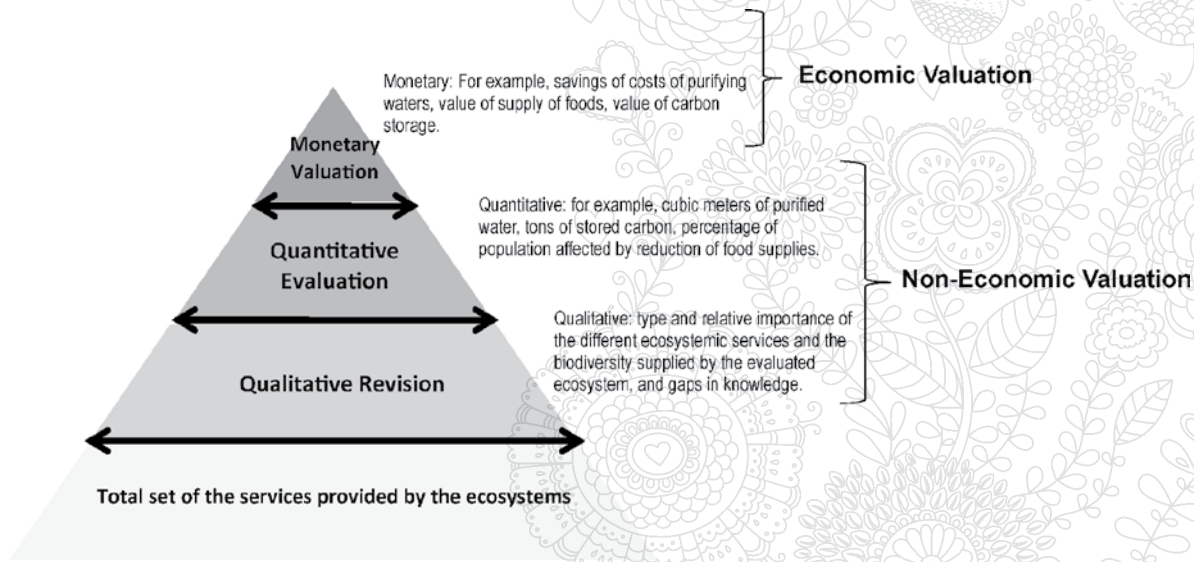 Monetary: For example, savings of costs of purifying
waters, value of supply of foods, value of carbon
storage.
Economic Valuation
Monetary
Valuation
Quantitative: for example, cubic meters of purified
water, tons of stored carbon, percentage of
population affected by reduction of food supplies.
Quantitative
Evaluation
Non-Economic Valuation
Qualitative: type and relative importance of
the different ecosystemic services and the
biodiversity supplied by the evaluated
ecosystem, and gaps in knowledge.
Qualitative Revision
Total set of the services provided by the ecosystems